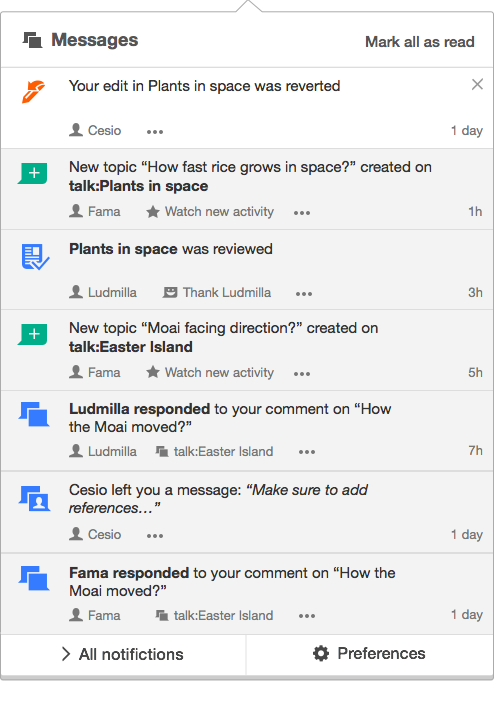 Messages Mark all as read
Your edit in Plants in space was reverted
Cesio 1 day
New topic “How fast rice grows in space?” created on
talk:Plants in space
Fama Watch new activity 1h
Plants in space was reviewed
Ludmilla Thank Ludmilla 3h
New topic “Moai facing direction?” created on
talk:Easter Island
Fama Watch new activity 5h
Ludmilla responded to your comment on “How
the Moai moved?”
Ludmilla talk:Easter Island 7h
Cesio left you a message: “Make sure to add
references…”
Cesio 1 day
Fama responded to your comment on “How the
Moai moved?”
Fama talk:Easter Island 1 day
All notifictions Preferences